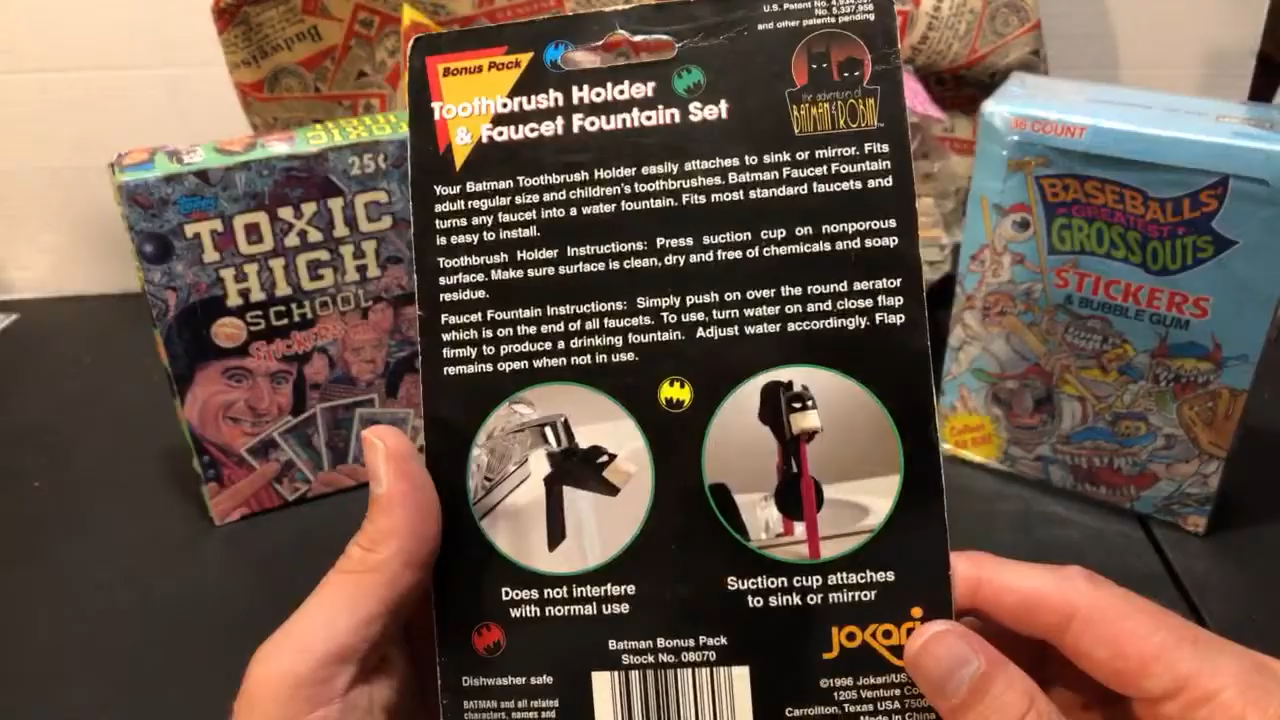 U.S. Patent No.
No. 5,337,956
and other patents pending
Bonus Pack
Toothbrush Holder
& Faucet Fountain Set
the adventures of
BATMAN & ROBIN
Your Batman Toothbrush Holder easily attaches to sink or mirror. Fits
adult regular size and children's toothbrushes. Batman Faucet Fountain
turns any faucet into a water fountain. Fits most standard faucets and
is easy to install.
Toothbrush Holder Instructions: Press suction cup on nonporous
surface. Make sure surface is clean, dry and free of chemicals and soap
residue.
Faucet Fountain Instructions: Simply push on over the round aerator
which is on the end of all faucets. To use, turn water on and close flap
firmly to produce a drinking fountain. Adjust water accordingly. Flap
remains open when not in use.
Does not interfere
with normal use
Suction cup attaches
to sink or mirror
Batman Bonus Pack
Stock No. 08070
Dishwasher safe
BATMAN and all related
characters, names and
Jokari
©1996 Jokari/US,
1205 Venture
Carrollton, Texas USA
Made in China
25¢
Topps
TOXIC
HIGH
SCHOOL
Stickers
36 COUNT
BASEBALLS'
GREATEST
GROSS OUTS
STICKERS
& BUBBLE GUM
Budweis
GENUINE